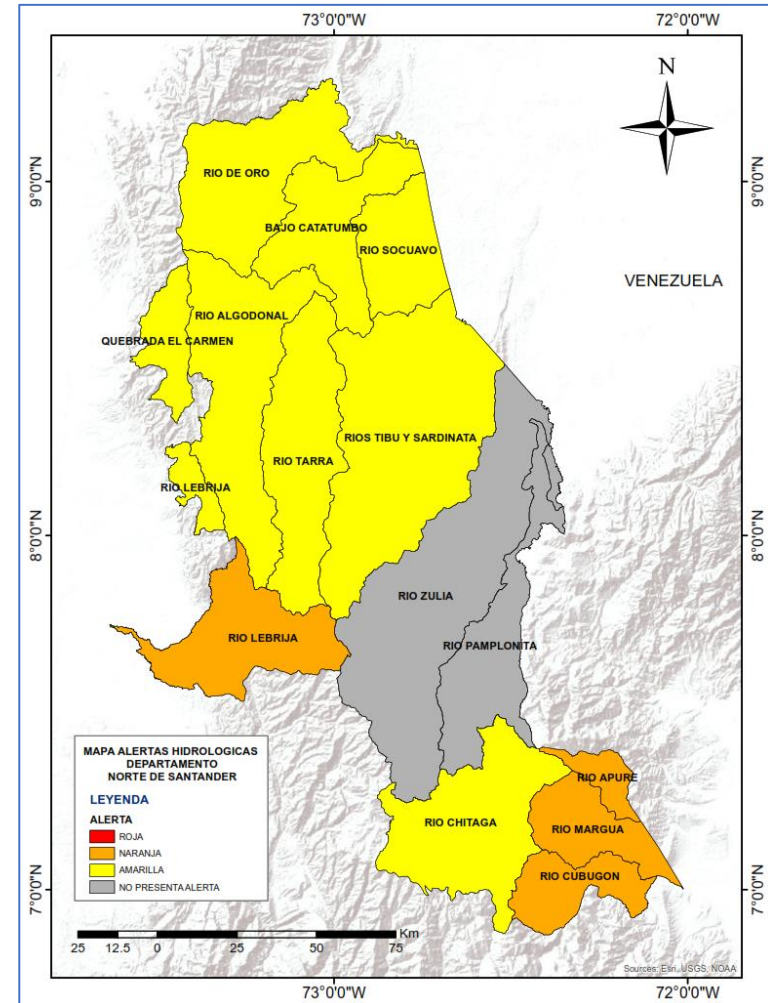 73°0'0"W
72°0'0"W
N
9°0'0"N
9°0'0"N
RIO DE ORO
BAJO CATATUMBO
RIO SOCUAVO
VENEZUELA
RIO ALGODONAL
QUEBRADA EL CARMEN
RIOS TIBU Y SARDINATA
RIO TARRA
RIO LEBRIJA
8°0'0"N
8°0'0"N
RIO ZULIA
RIO LEBRIJA
RIO PAMPLONITA
MAPA ALERTAS HIDROLOGICAS
DEPARTAMENTO
NORTE DE SANTANDER
LEYENDA
ALERTA
ROJA
NARANJA
AMARILLA
NO PRESENTA ALERTA
RIO APURE
RIO CHITAGA
RIO MARGUA
RIO CUBUGON
7°0'0"N
7°0'0"N
Km
25 12.5 0 25 50 75
Sources: Esri, USGS, NOAA
73°0'0"W
72°0'0"W